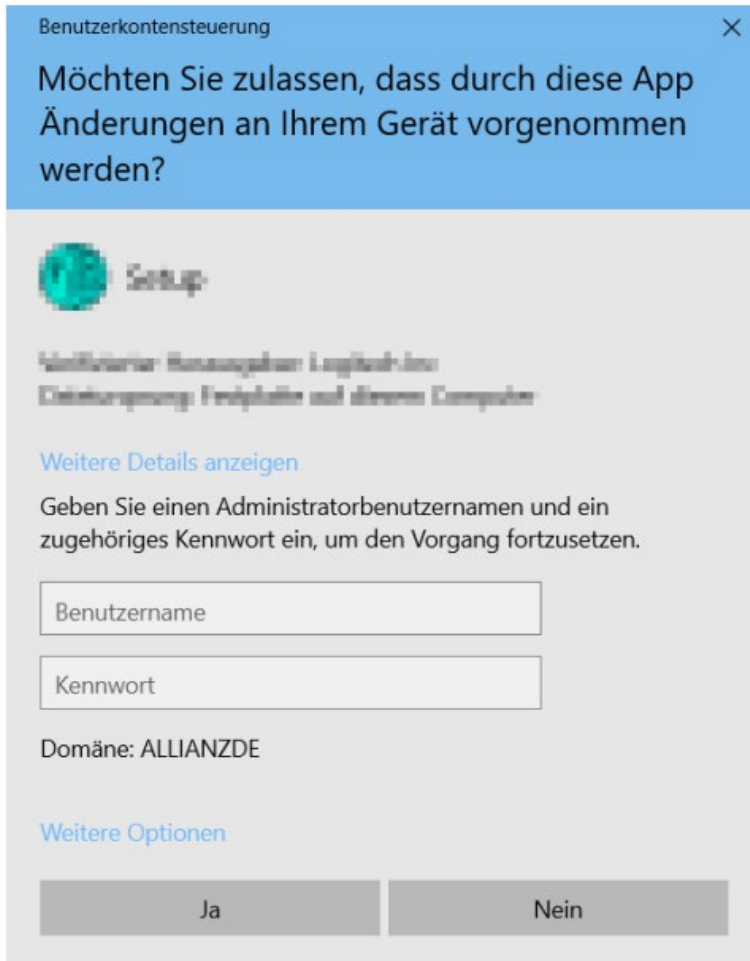 Benutzerkontensteuerung
Möchten Sie zulassen, dass durch diese App
Änderungen an Ihrem Gerät vorgenommen
werden?
Setup
Weitere Details anzeigen
Geben Sie einen Administratorbenutzernamen und ein
zugehöriges Kennwort ein, um den Vorgang fortzusetzen.
Benutzername
Kennwort
Domäne: ALLIANZDE
Weitere Optionen
Ja
Nein